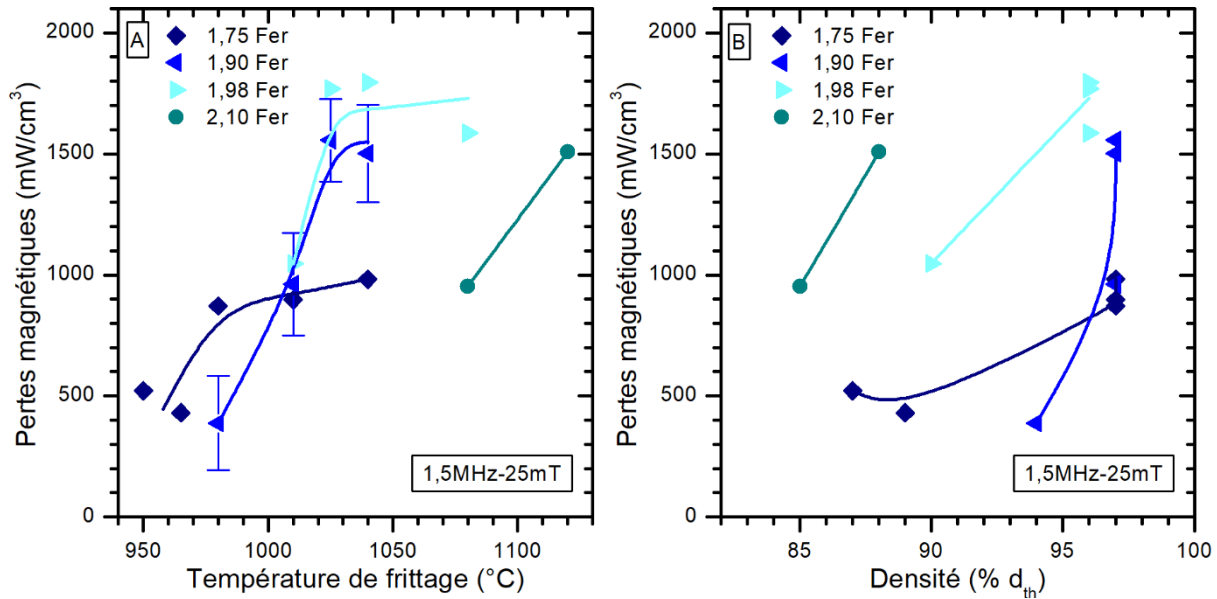 A
1,75 Fer
1,90 Fer
1,98 Fer
2,10 Fer
2000
1500
1000
500
0
Pertes magnétiques (mW/cm³)
1,5MHz-25mT
950
1000
1050
1100
Température de frittage (°C)
B
1,75 Fer
1,90 Fer
1,98 Fer
2,10 Fer
2000
1500
1000
500
0
Pertes magnétiques (mW/cm³)
1,5MHz-25mT
85
90
95
100
Densité (% dth)